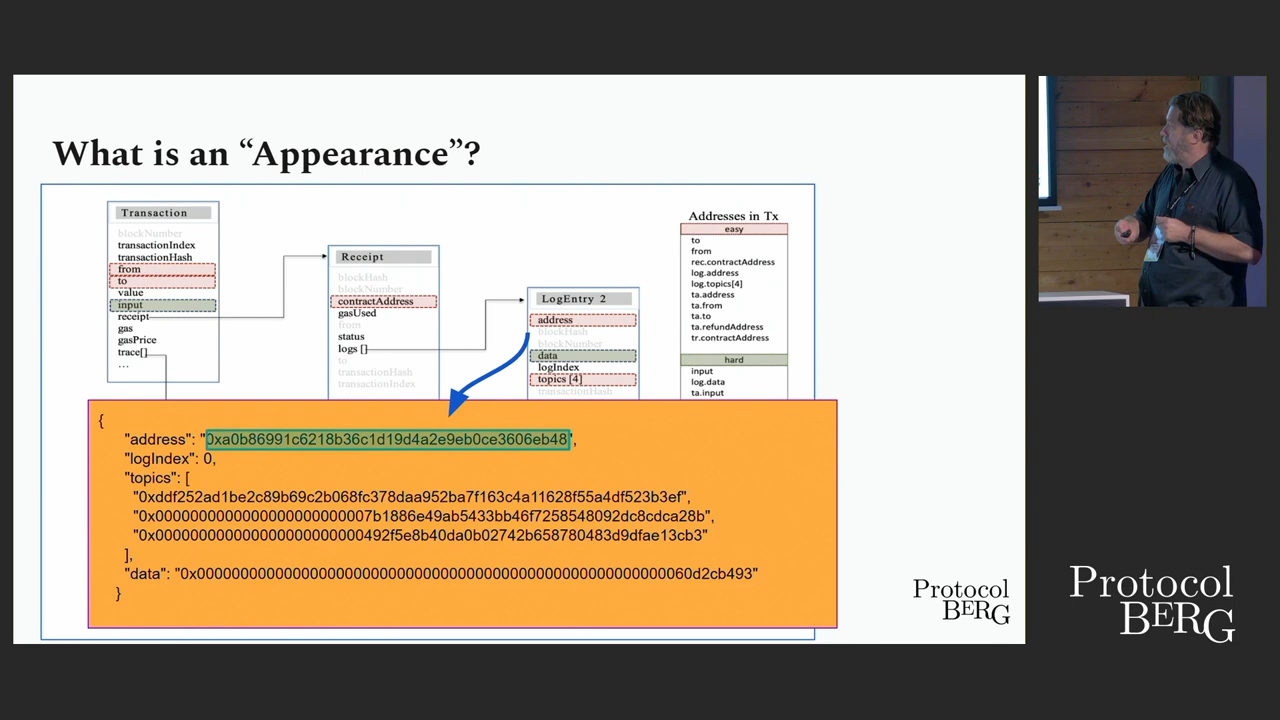 What is an “Appearance”?
Transaction
blockNumber
transactionIndex
transactionHash
from
to
value
input
receipt
gas
gasPrice
trace[]
...
Receipt
blockHash
blockNumber
contractAddress
gasUsed
from
status
logs []
to
transactionHash
transactionIndex
LogEntry 2
address
blockHash
blockNumber
data
logIndex
topics [4]
transactionHash
Addresses in Tx
easy
to
from
rec.contractAddress
log.address
log.topics[4]
ta.address
ta.from
ta.to
ta.refundAddress
tr.contractAddress
hard
input
log.data
ta.input
{
"address": "0xa0b86991c6218b36c1d19d4a2e9eb0ce3606eb48",
"logIndex": 0,
"topics": [
"0xddf252ad1be2c89b69c2b068fc378daa952ba7f163c4a11628f55a4df523b3ef",
"0x0000000000000000000000007b1886e49ab5433bb46f7258548092dc8cdca28b",
"0x000000000000000000000000492f5e8b40da0b02742b658780483d9dfae13cb3"
],
"data": "0x00000000000000000000000000000000000000000000000000000060d2cb493"
}
Protocol
BERG
Protocol
BERG